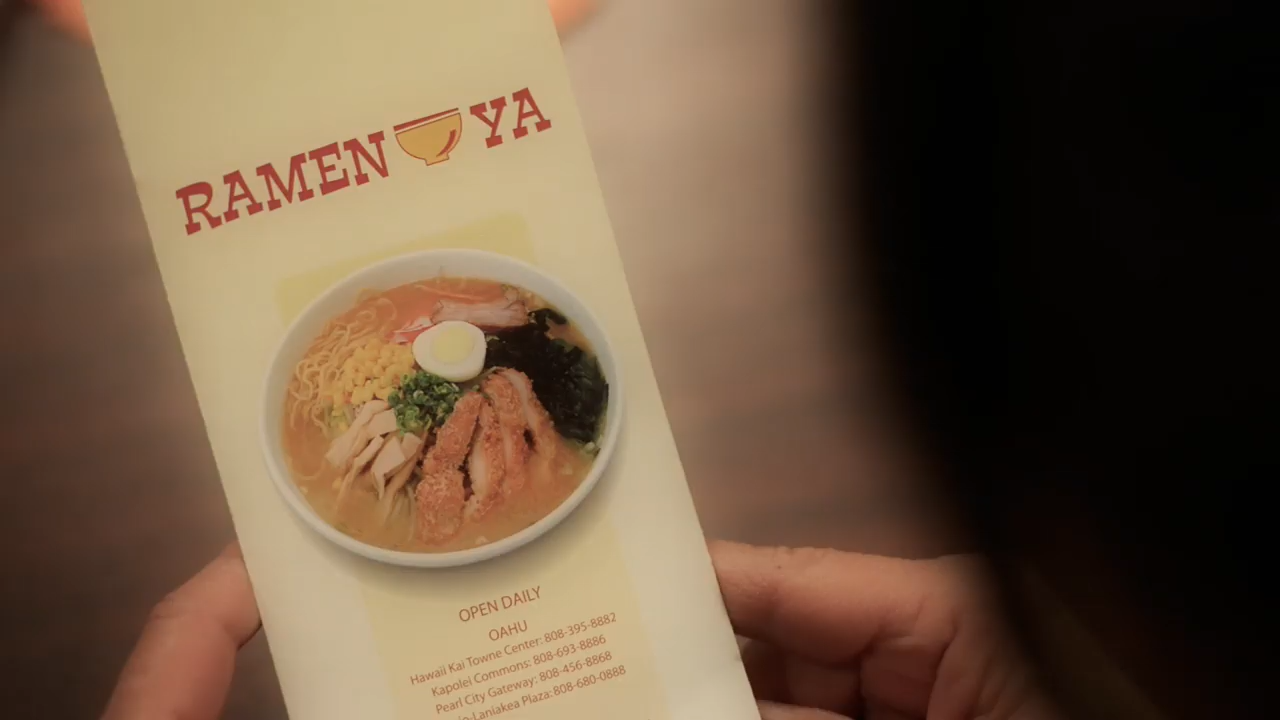 RAMEN YA
OPEN DAILY
OAHU
Hawaii Kai Towne Center: 808-395-8882
Kapolei Commons: 808-693-8886
Pearl City Gateway: 808-456-8868
-Laniakea Plaza: 808-680-0888